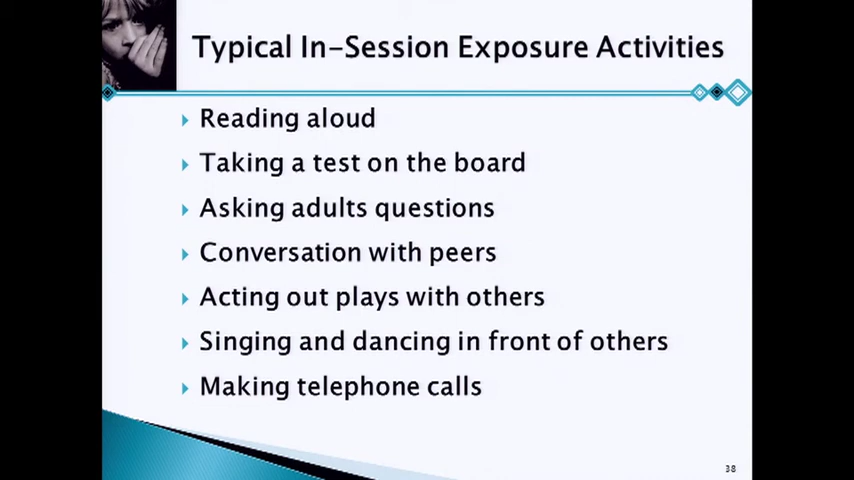 Typical In-Session Exposure Activities
Reading aloud
Taking a test on the board
Asking adults questions
Conversation with peers
Acting out plays with others
Singing and dancing in front of others
Making telephone calls
38